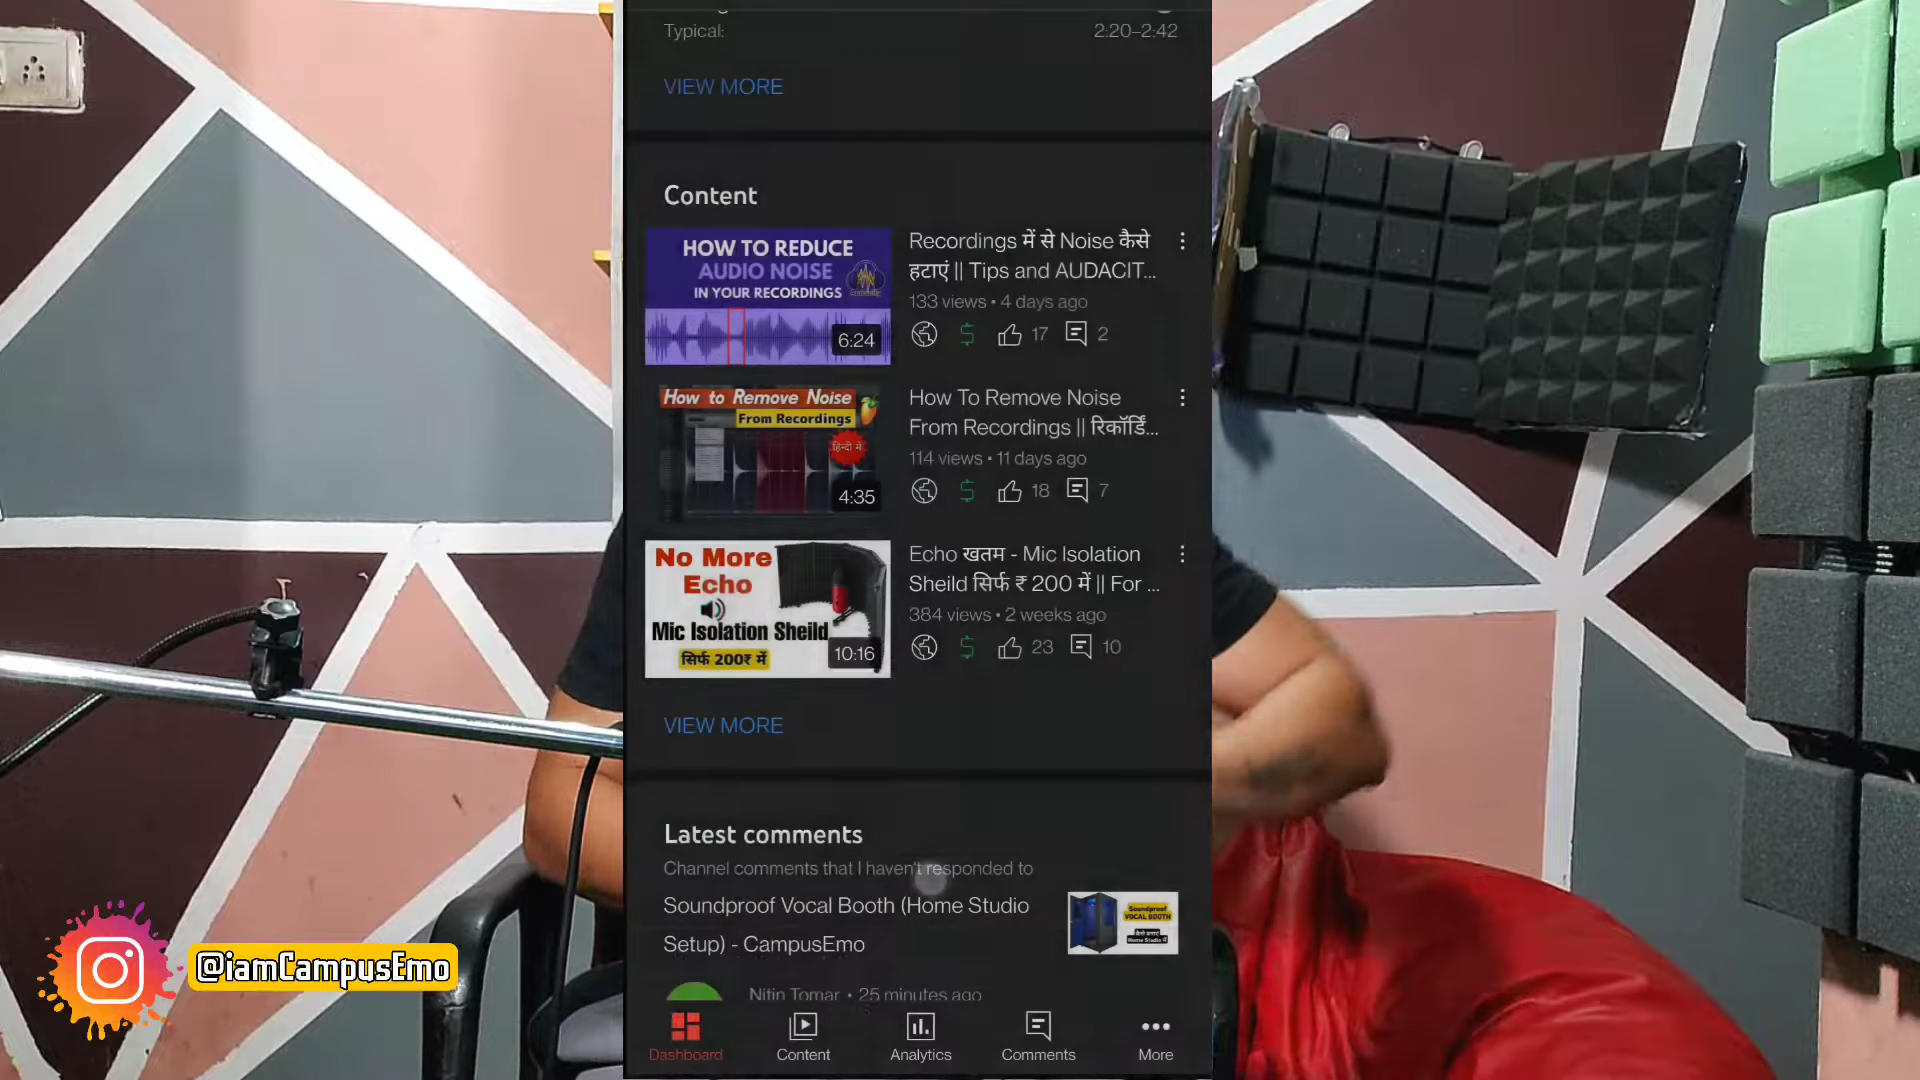 Typical:
2:20–2:42
VIEW MORE
Content
HOW TO REDUCE
AUDIO NOISE
IN YOUR RECORDINGS
6:24
Recordings में से Noise कैसे
हटाएं || Tips and AUDACIT...
133 views • 4 days ago
17
2
How to Remove Noise
From Recordings
हिन्दी में
4:35
How To Remove Noise
From Recordings || रिकॉर्डिं...
114 views • 11 days ago
18
7
No More
Echo
Mic Isolation Sheild
सिर्फ 200₹ में
10:16
Echo खतम - Mic Isolation
Sheild सिर्फ ₹ 200 में || For ...
384 views • 2 weeks ago
23
10
VIEW MORE
Latest comments
Channel comments that I haven't responded to
Soundproof Vocal Booth (Home Studio
Setup) - CampusEmo
Soundproof
VOCAL BOOTH
Nitin Tomar • 25 minutes ago
Dashboard
Content
Analytics
Comments
More
@iamCampusEmo